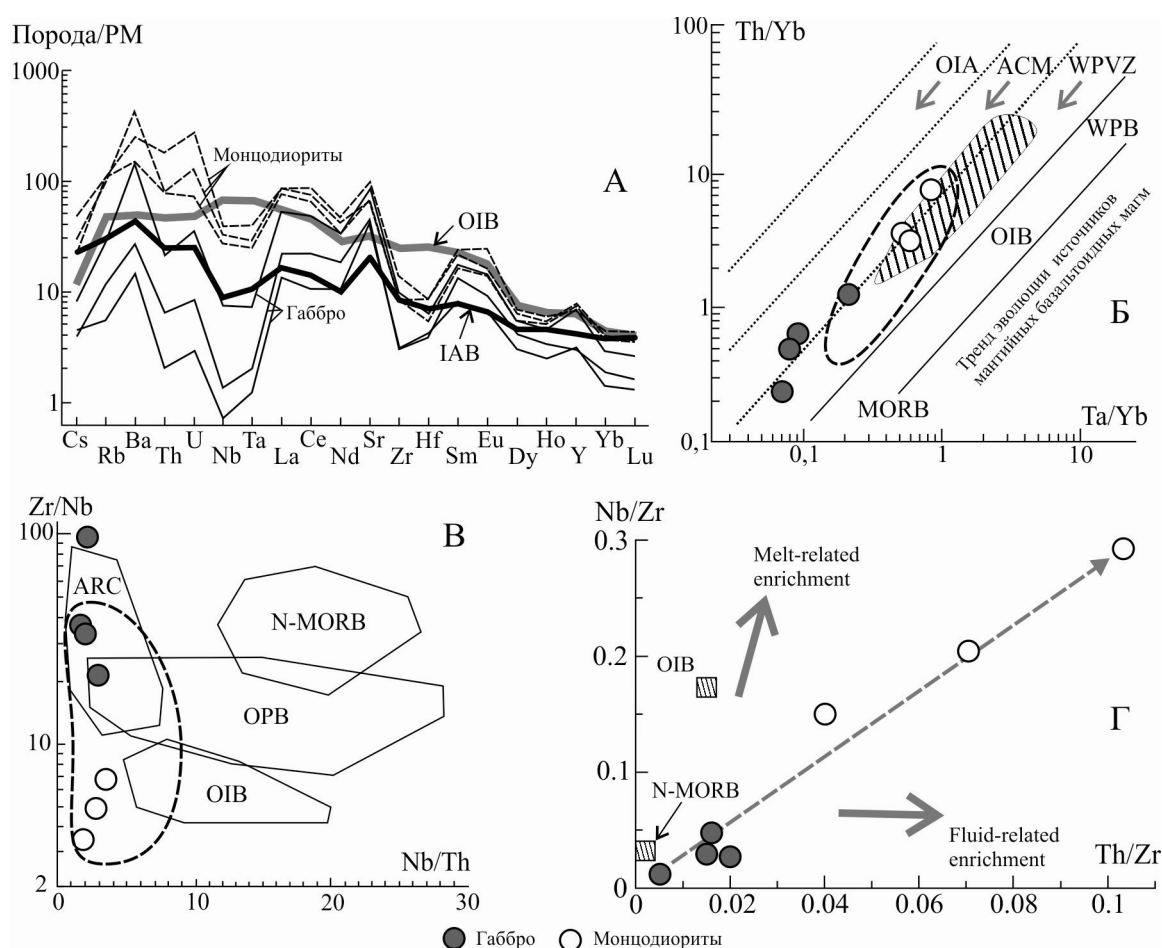 Порода/PM
1000
100
10
1
Монцодиориты
OIB
Габбро
IAB
А
Cs Ba U Ta Ce Sr Hf Eu Ho Yb
Rb Th Nb La Nd Zr Sm Dy Y Lu
Th/Yb
100
10
1
0,1
OIA ACM WPVZ
WPB
OIB
MORB
Тренд эволюции источников
мантийных базальтоидных магм
Б
Ta/Yb
0,1 1 10
Zr/Nb
100
10
2
В
ARC
N-MORB
OPB
OIB
Nb/Th
0 10 20 30
Nb/Zr
0.3
0.2
0.1
0
Melt-related
enrichment
OIB
N-MORB
Г
Fluid-related
enrichment
Th/Zr
0 0.02 0.04 0.06 0.08 0.1
Габбро Монцодиориты